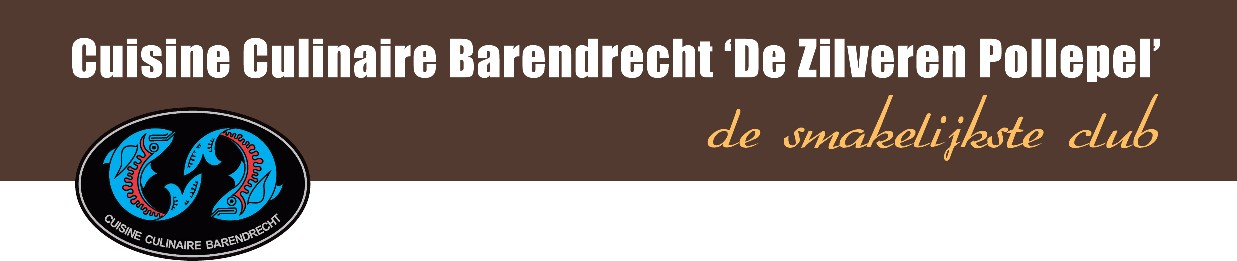 Cuisine Culinaire Barendrecht ‘De Zilveren Pollepel’
de smakelijkste club
CUISINE CULINAIRE BARENDRECHT